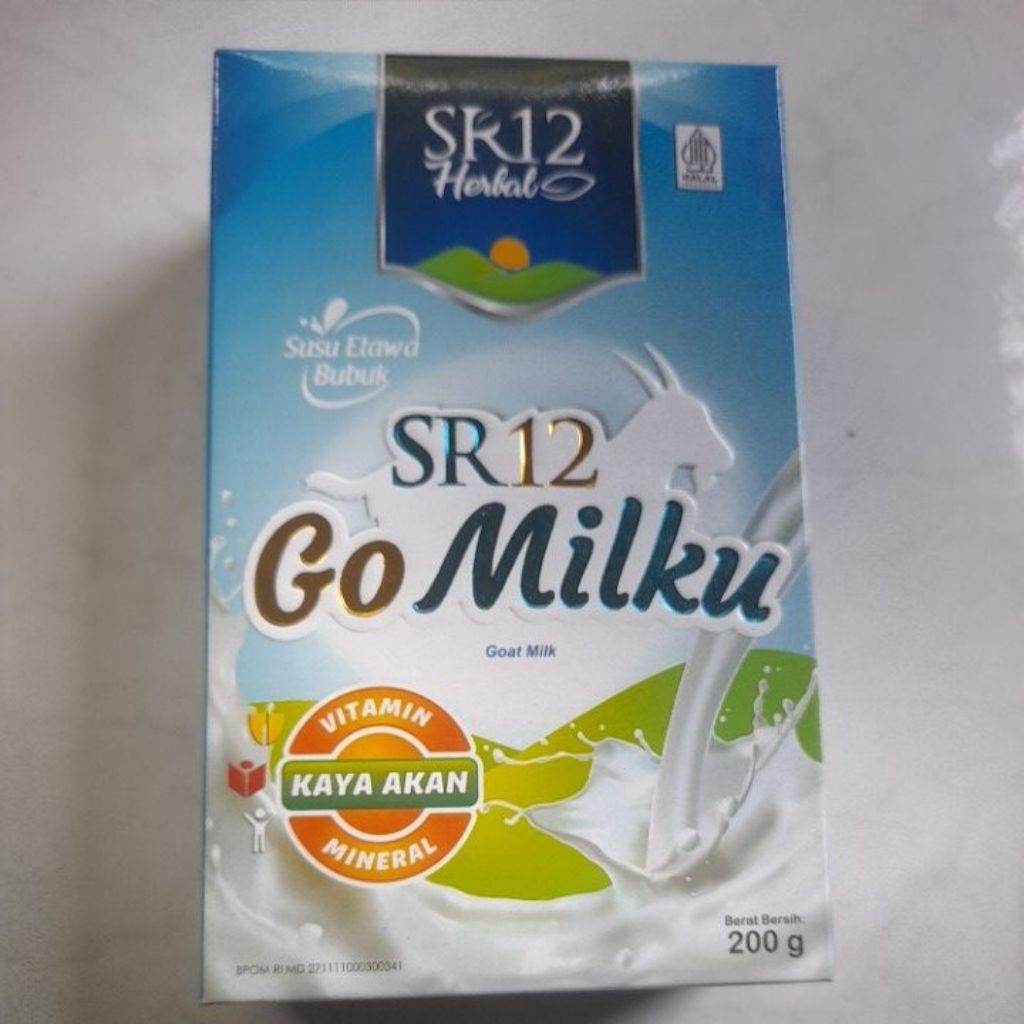 SR12
Herbal
HALAL
Susu Etawa
Bubuk
SR12
Go Milku
Goat Milk
VITAMIN
KAYA AKAN
MINERAL
Berat Bersih:
200 g
BPOM RI MD 271111000300341